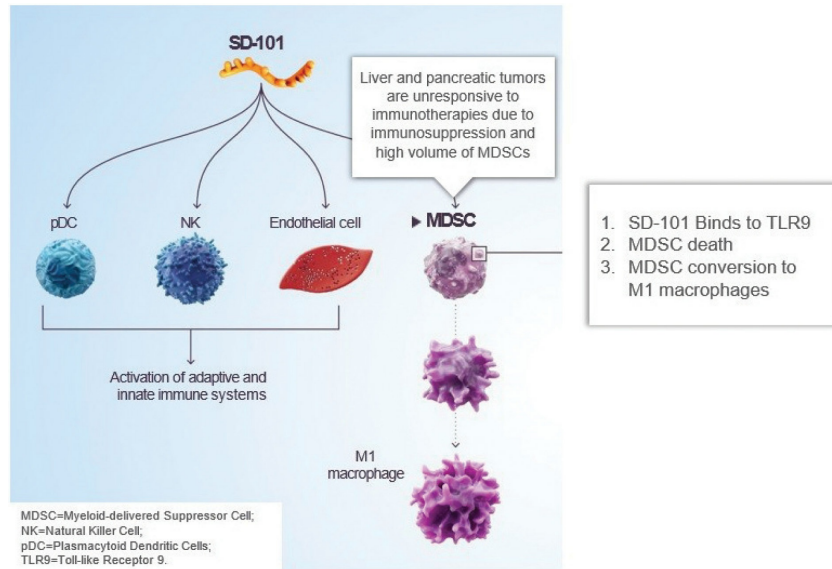 SD-101
Liver and pancreatic tumors
are unresponsive to
immunotherapies due to
immunosuppression and
high volume of MDSCs
pDC
NK
Endothelial cell
MDSC
1. SD-101 Binds to TLR9
2. MDSC death
3. MDSC conversion to
M1 macrophages
Activation of adaptive and
innate immune systems
M1
macrophage
MDSC=Myeloid-delivered Suppressor Cell;
NK=Natural Killer Cell;
pDC=Plasmacytoid Dendritic Cells;
TLR9=Toll-like Receptor 9.